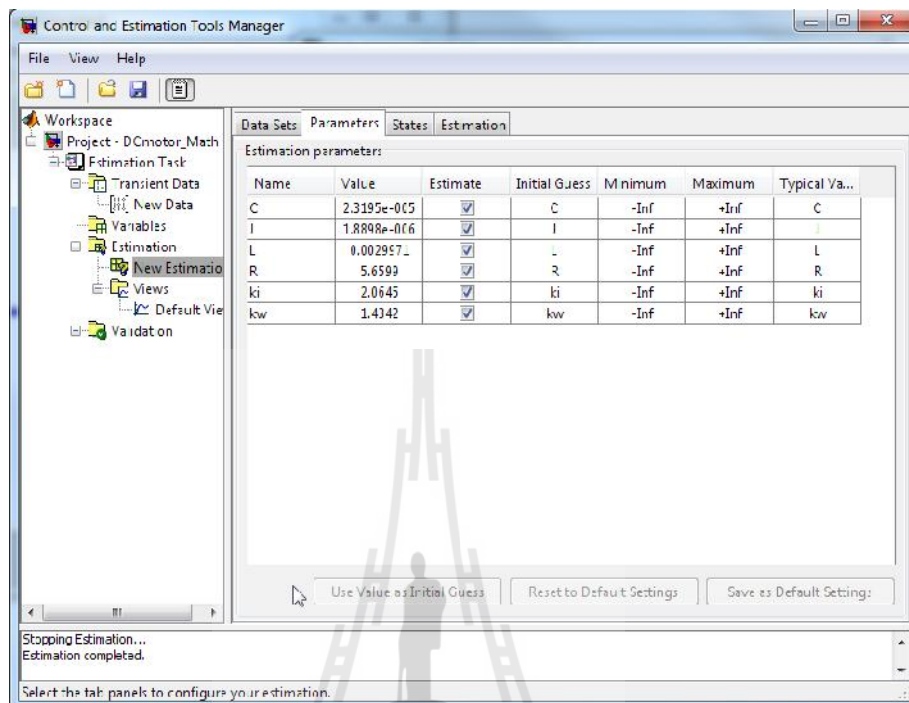 Control and Estimation Tools Manager
File View Help
Workspace
Project - DCmotor_Math
Estimation Task
Transient Data
New Data
Variables
Estimation
New Estimatio
Views
Default Vie
Validation
Data Sets Parameters States Estimation
Estimation parameters
Name Value Estimate Initial Guess Minimum Maximum Typical Va...
C 2.3195e-005 C -Inf +Inf C
J 1.8898e-006 J -Inf +Inf J
L 0.0029971 L -Inf +Inf L
R 5.6599 R -Inf +Inf R
ki 2.0645 ki -Inf +Inf ki
kw 1.4342 kw -Inf +Inf kw
Use Value as Initial Guess Reset to Default Settings Save as Default Settings
Stopping Estimation...
Estimation completed.
Select the tab panels to configure your estimation.